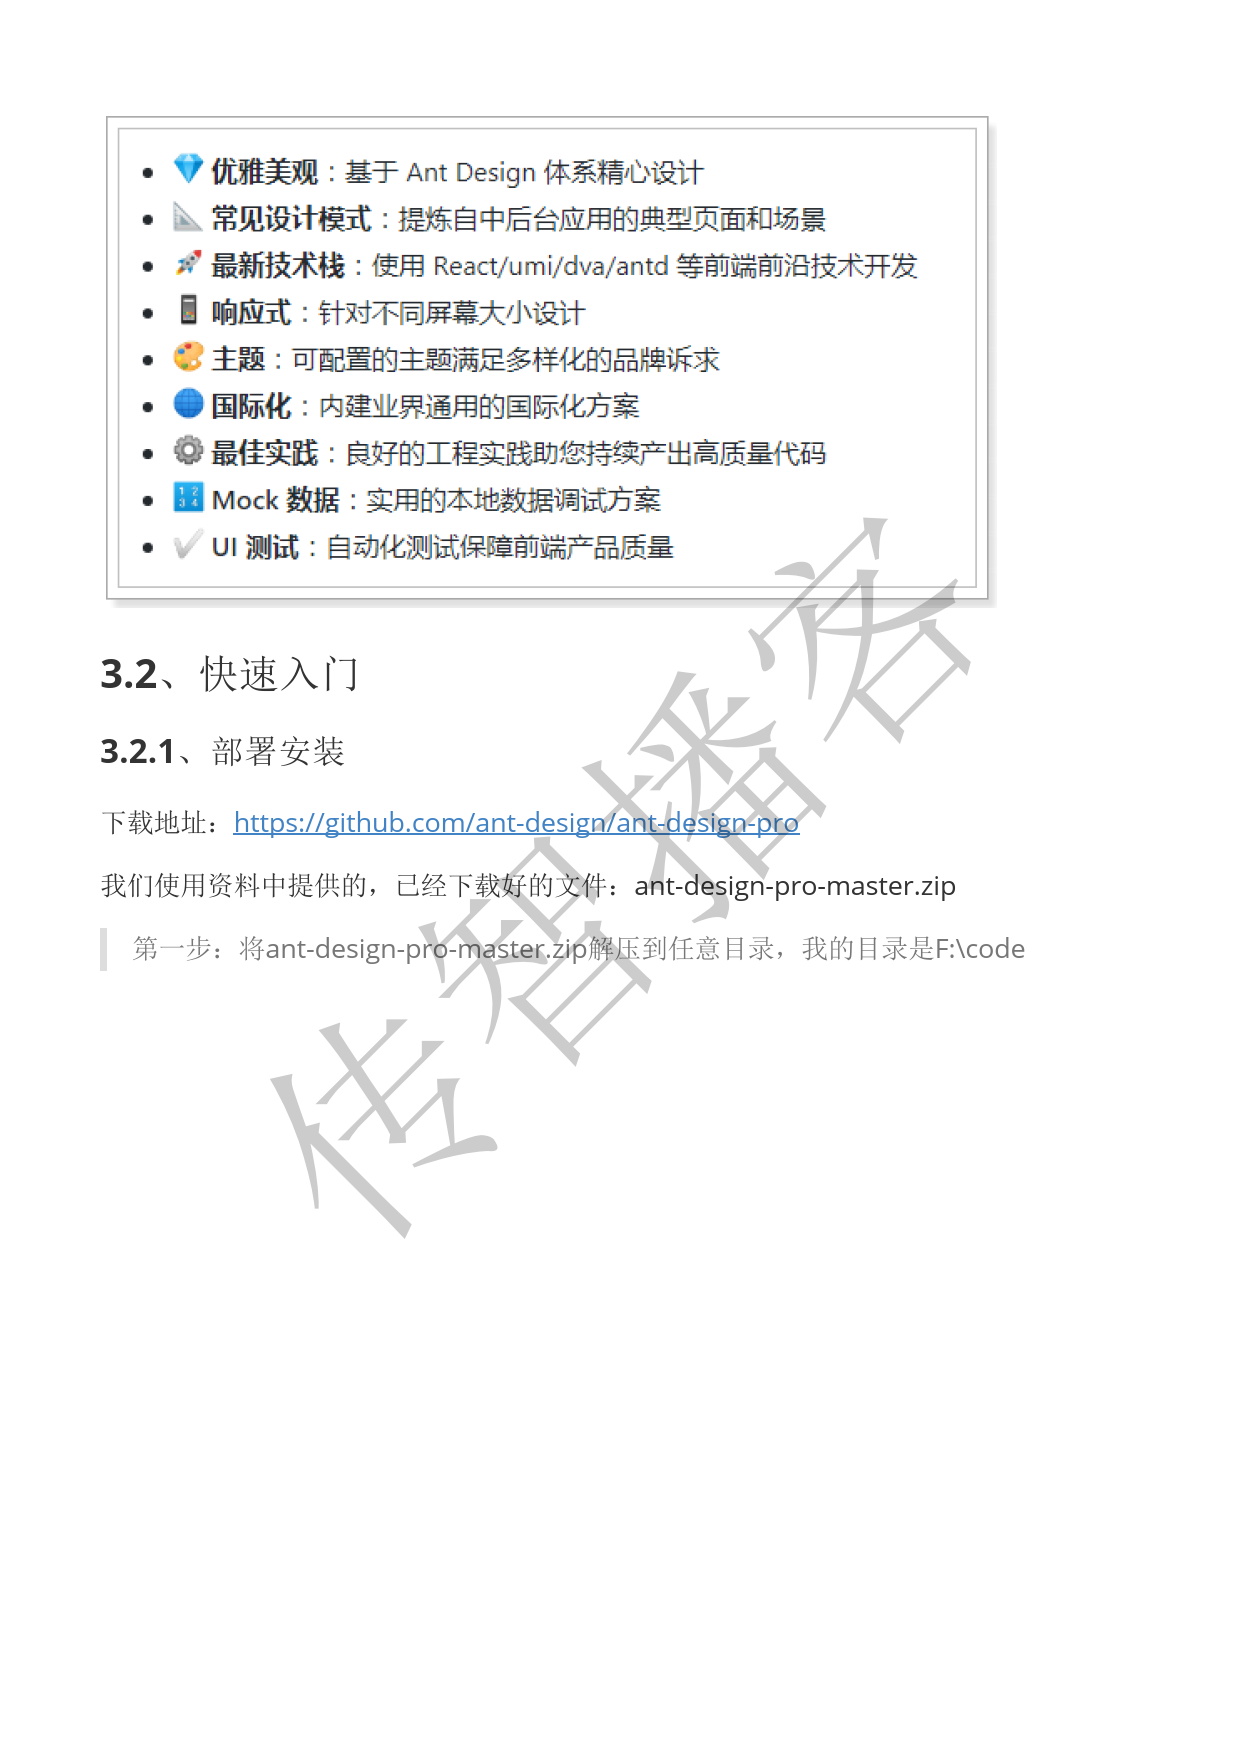 • 💎 优雅美观：基于 Ant Design 体系精心设计
• 📐 常见设计模式：提炼自中后台应用的典型页面和场景
• 🚀 最新技术栈：使用 React/umi/dva/antd 等前端前沿技术开发
• 📱 响应式：针对不同屏幕大小设计
• 🎨 主题：可配置的主题满足多样化的品牌诉求
• 🌐 国际化：内建业界通用的国际化方案
• ⚙️ 最佳实践：良好的工程实践助您持续产出高质量代码
• 🔢 Mock 数据：实用的本地数据调试方案
• ✅ UI 测试：自动化测试保障前端产品质量
3.2、快速入门
3.2.1、部署安装
下载地址：https://github.com/ant-design/ant-design-pro
我们使用资料中提供的，已经下载好的文件：ant-design-pro-master.zip
第一步：将ant-design-pro-master.zip解压到任意目录，我的目录是F:\code
传智播客